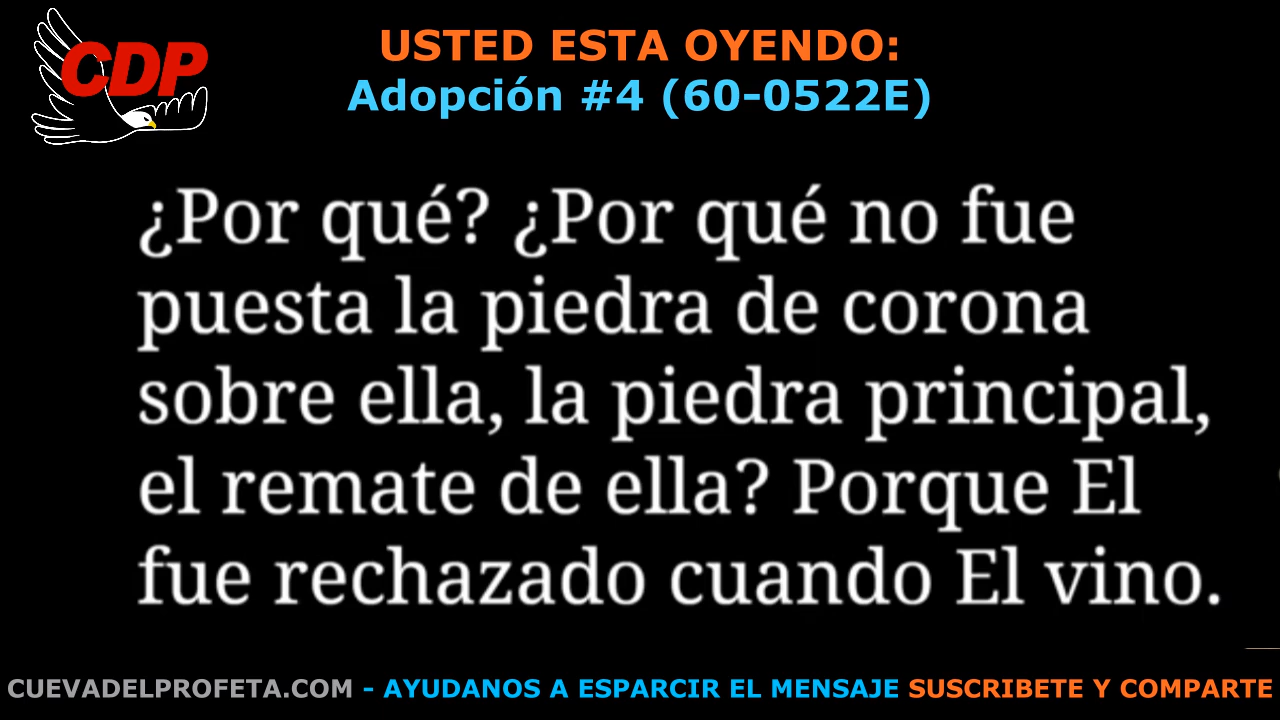 CDP
USTED ESTA OYENDO:
Adopción #4 (60-0522E)
¿Por qué? ¿Por qué no fue
puesta la piedra de corona
sobre ella, la piedra principal,
el remate de ella? Porque El
fue rechazado cuando El vino.
CUEVADELPROFETA.COM - AYUDANOS A ESPARCIR EL MENSAJE SUSCRIBETE Y COMPARTE